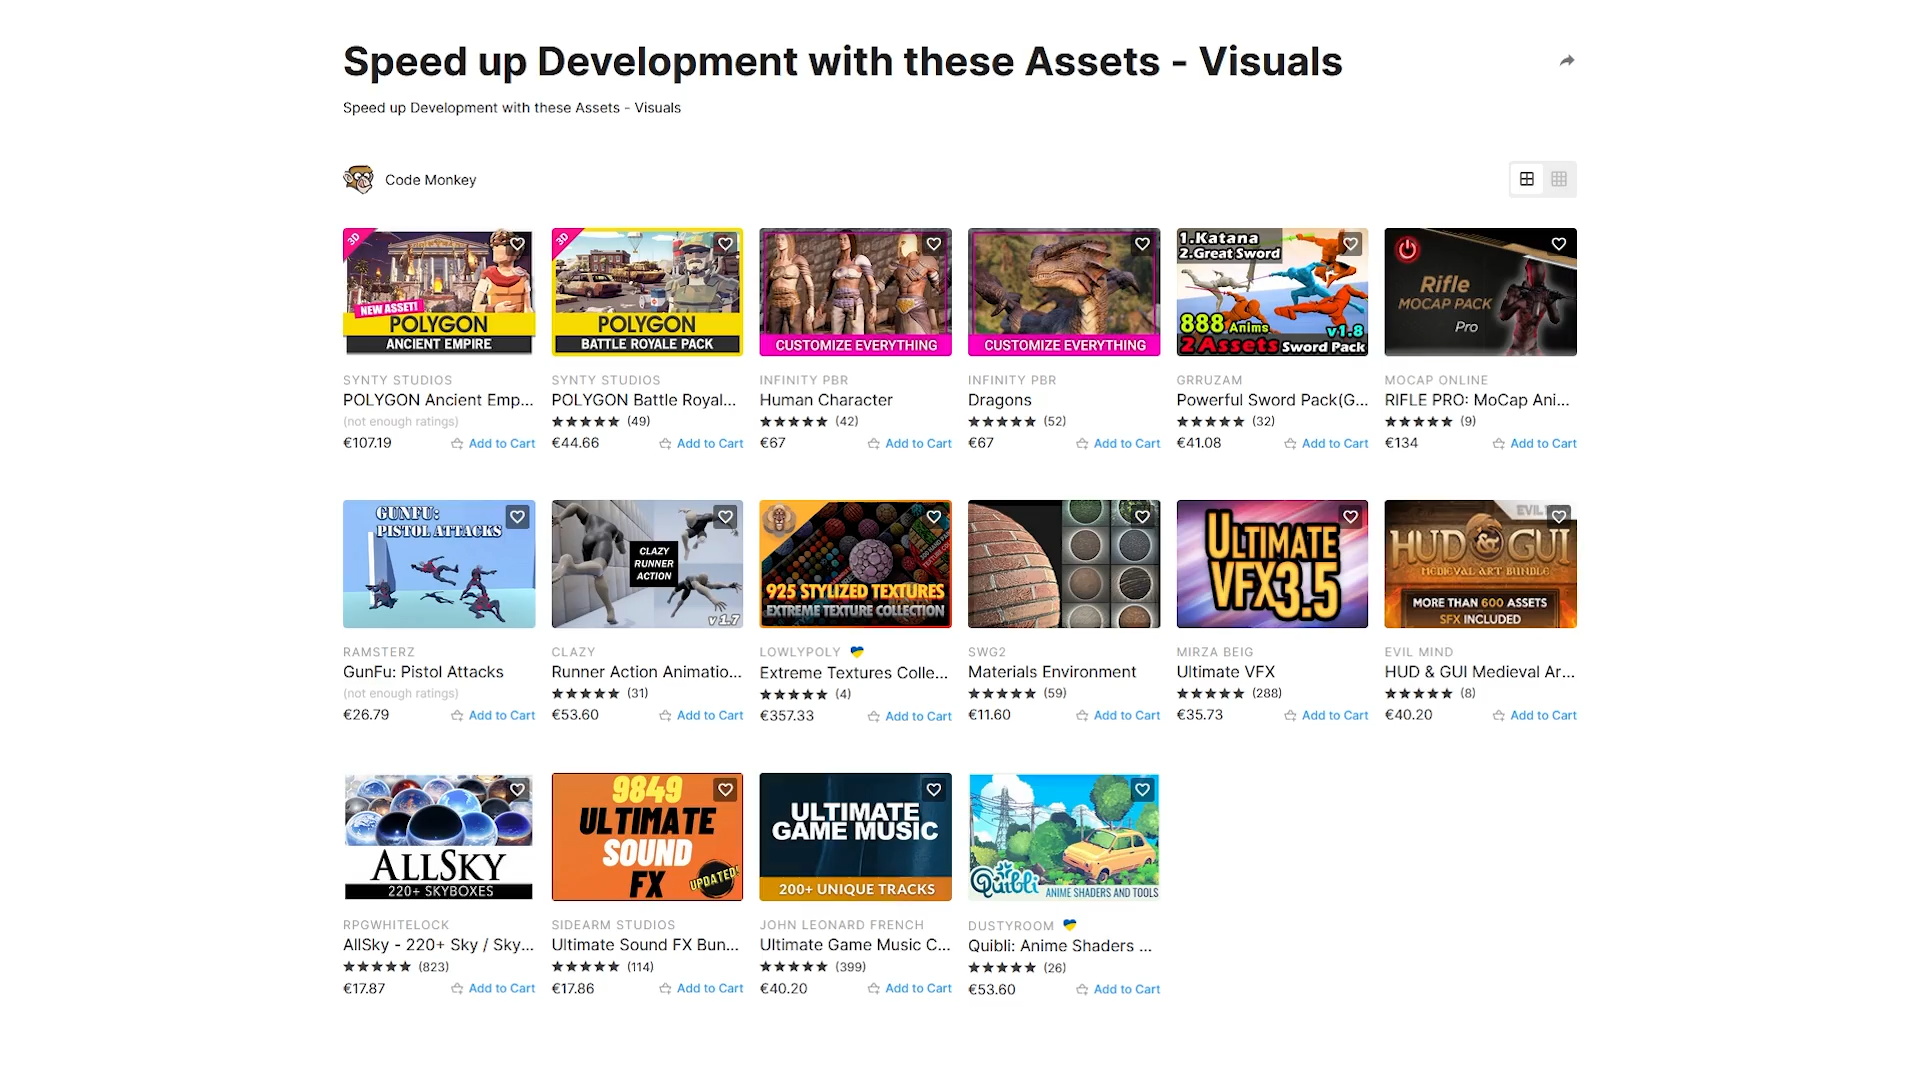 Speed up Development with these Assets - Visuals
Speed up Development with these Assets - Visuals
Code Monkey
3D
NEW ASSET!
POLYGON
ANCIENT EMPIRE
SYNTY STUDIOS
POLYGON Ancient Emp...
(not enough ratings)
€107.19
Add to Cart
3D
POLYGON
BATTLE ROYALE PACK
SYNTY STUDIOS
POLYGON Battle Royal...
(49)
€44.66
Add to Cart
CUSTOMIZE EVERYTHING
INFINITY PBR
Human Character
(42)
€67
Add to Cart
CUSTOMIZE EVERYTHING
INFINITY PBR
Dragons
(52)
€67
Add to Cart
1.Katana
2.Great Sword
888 Anims
v1.8
2 Assets Sword Pack
GRRUZAM
Powerful Sword Pack(G...
(32)
€41.08
Add to Cart
Rifle
MOCAP PACK
Pro
MOCAP ONLINE
RIFLE PRO: MoCap Ani...
(9)
€134
Add to Cart
GUNFU:
PISTOL ATTACKS
RAMSTERZ
GunFu: Pistol Attacks
(not enough ratings)
€26.79
Add to Cart
CLAZY
RUNNER
ACTION
v 1.7
CLAZY
Runner Action Animatio...
(31)
€53.60
Add to Cart
925 STYLIZED TEXTURES
EXTREME TEXTURE COLLECTION
LOWLYPOLY
Extreme Textures Colle...
(4)
€357.33
Add to Cart
SWG2
Materials Environment
(59)
€11.60
Add to Cart
ULTIMATE
VFX3.5
MIRZA BEIG
Ultimate VFX
(288)
€35.73
Add to Cart
HUD & GUI
MEDIEVAL ART BUNDLE
MORE THAN 600 ASSETS
SFX INCLUDED
EVIL MIND
HUD & GUI Medieval Ar...
(8)
€40.20
Add to Cart
ALLSKY
220+ SKYBOXES
RPGWHITELOCK
AllSky - 220+ Sky / Sky...
(823)
€17.87
Add to Cart
9849
ULTIMATE
SOUND
FX
UPDATED!
SIDEARM STUDIOS
Ultimate Sound FX Bun...
(114)
€17.86
Add to Cart
ULTIMATE
GAME MUSIC
200+ UNIQUE TRACKS
JOHN LEONARD FRENCH
Ultimate Game Music C...
(399)
€40.20
Add to Cart
Quibli
ANIME SHADERS AND TOOLS
DUSTYROOM
Quibli: Anime Shaders ...
(26)
€53.60
Add to Cart